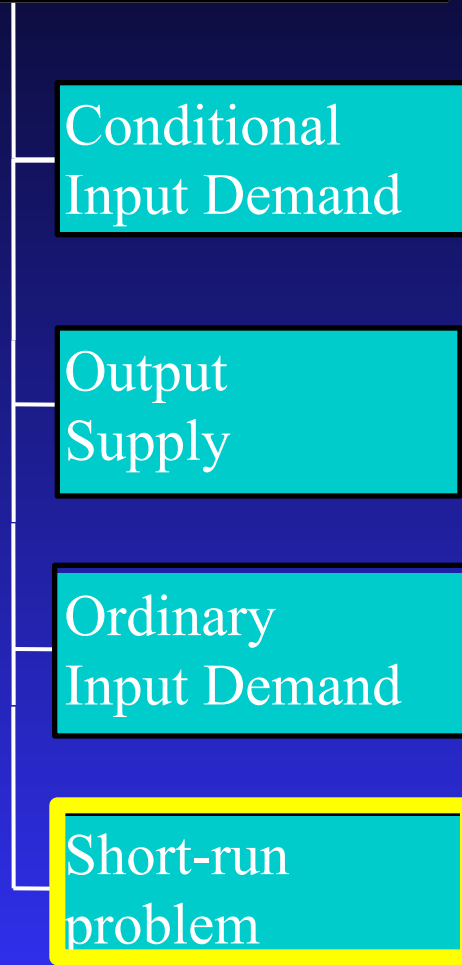 Conditional
Input Demand
Output
Supply
Ordinary
Input Demand
Short-run
problem